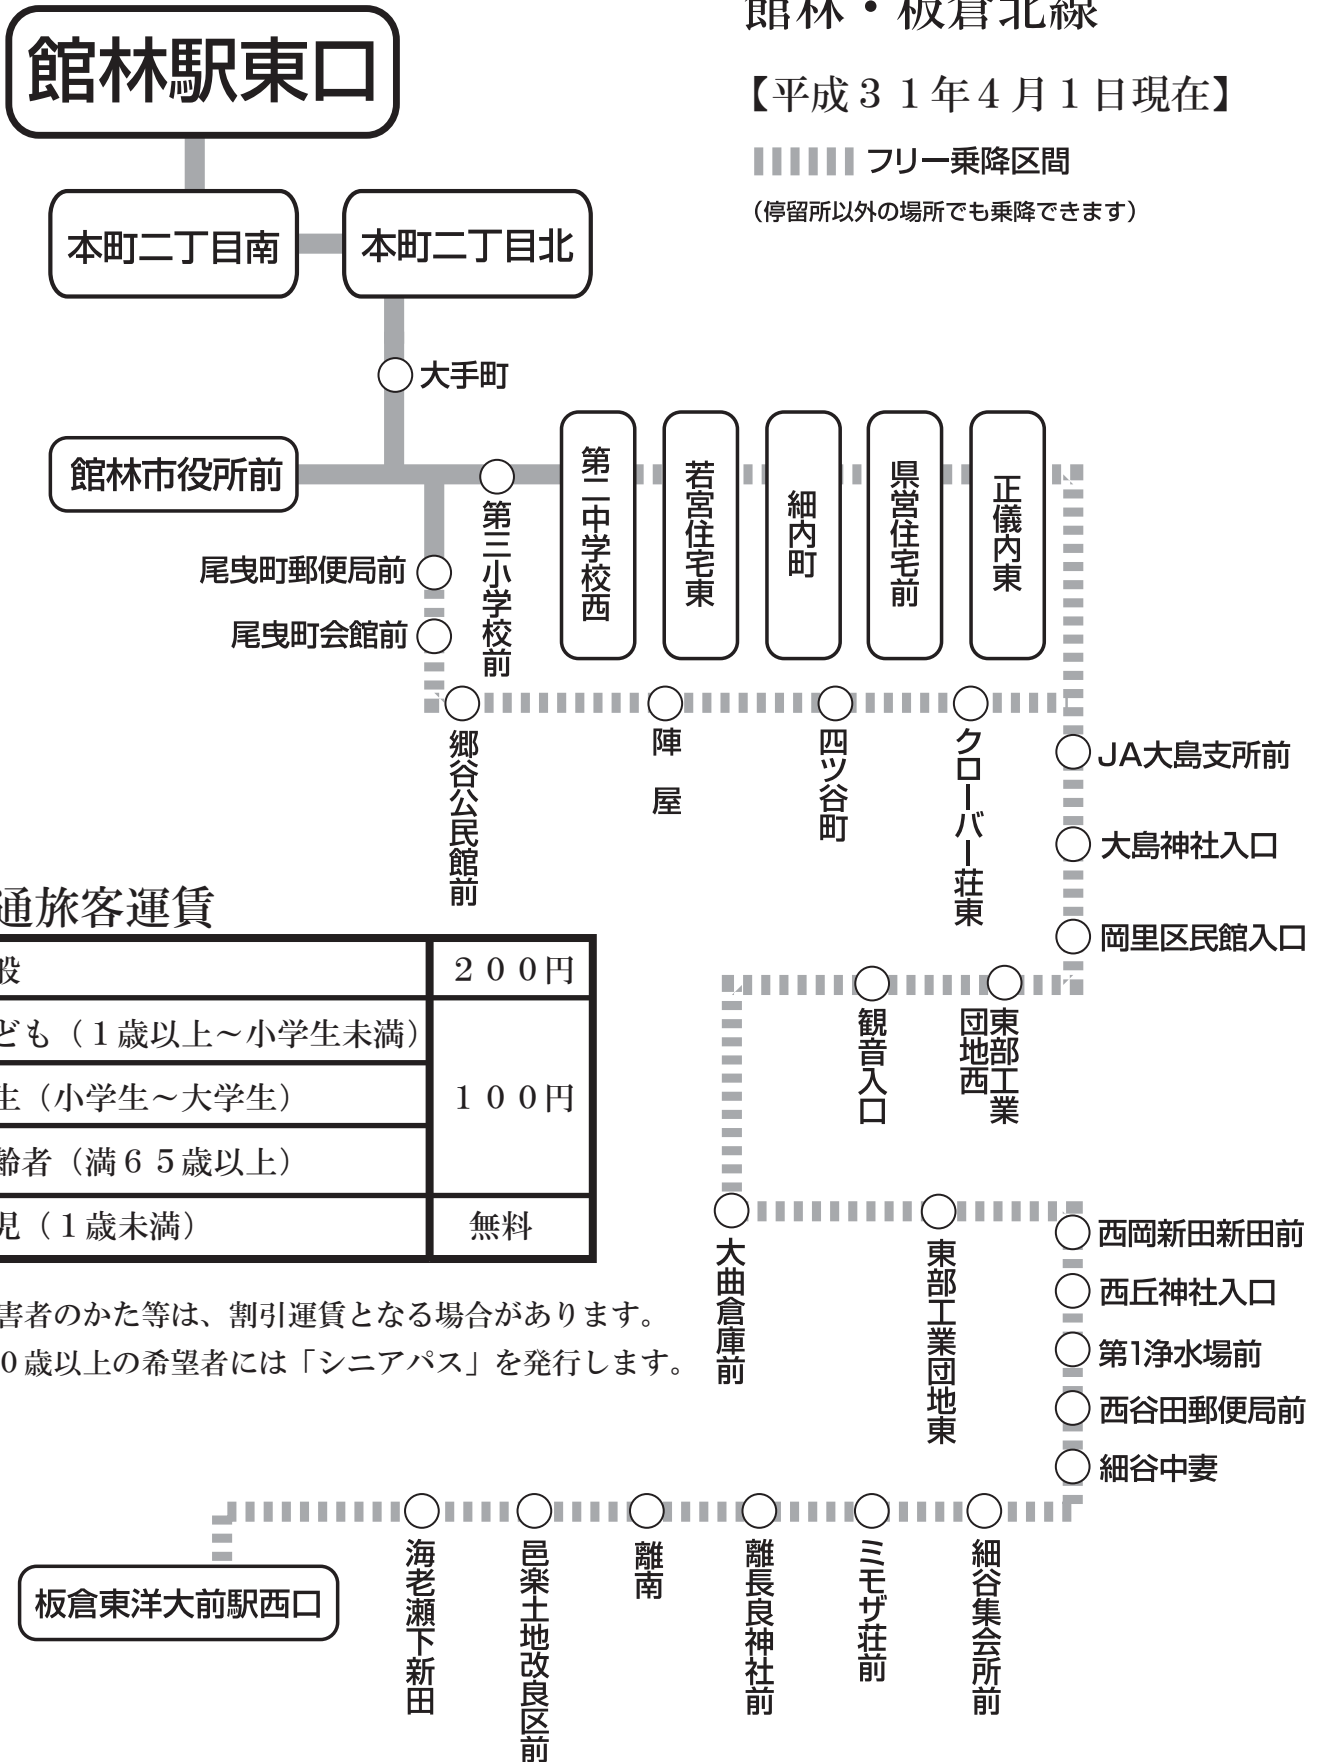 館林・板倉北線
【平成３１年４月１日現在】
フリー乗降区間
（停留所以外の場所でも乗降できます）
館林駅東口
本町二丁目南
本町二丁目北
大手町
館林市役所前
第三小学校前
第二中学校西
若宮住宅東
細内町
県営住宅前
正儀内東
尾曳町郵便局前
尾曳町会館前
郷谷公民館前
陣屋
四ツ谷町
クローバー荘東
JA大島支所前
大島神社入口
岡里区民館入口
東部工業
団地西
観音入口
大曲倉庫前
東部工業団地東
西岡新田新田前
西丘神社入口
第1浄水場前
西谷田郵便局前
細谷中妻
細谷集会所前
ミモザ荘前
離長良神社前
離南
邑楽土地改良区前
海老瀬下新田
板倉東洋大前駅西口
通旅客運賃
般 ２００円
ども（１歳以上～小学生未満）
生（小学生～大学生） １００円
齢者（満６５歳以上）
児（１歳未満） 無料
害者のかた等は、割引運賃となる場合があります。
０歳以上の希望者には「シニアパス」を発行します。